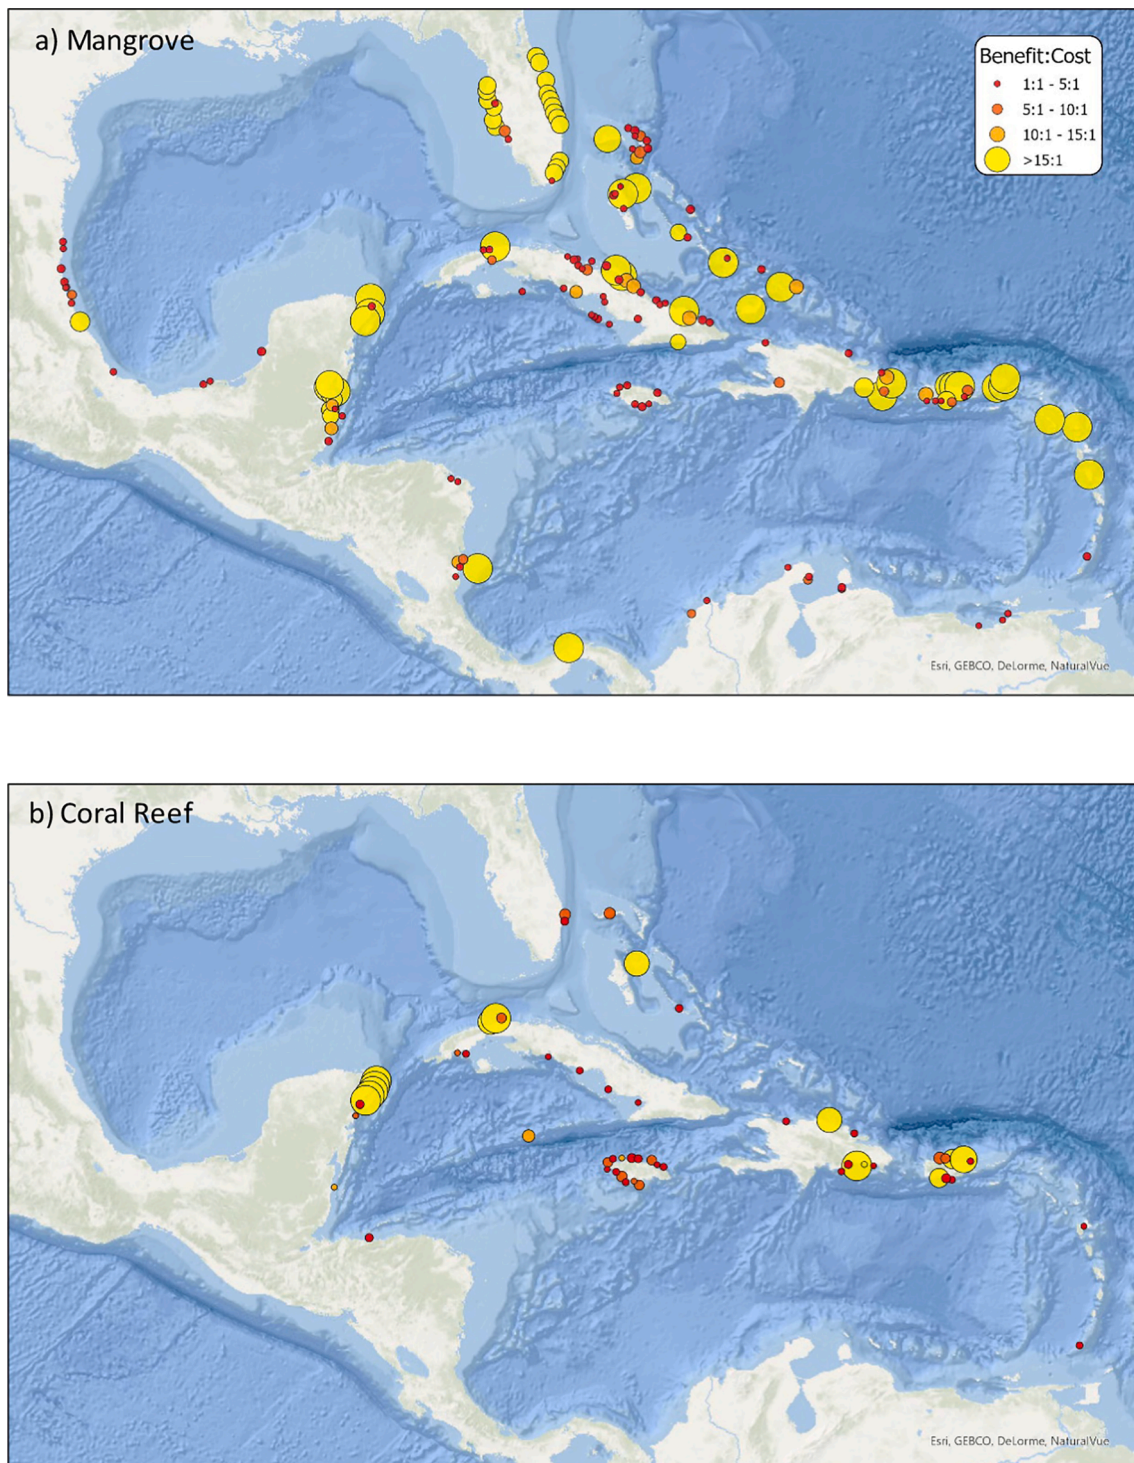 a) Mangrove
Benefit:Cost
1:1 - 5:1
5:1 - 10:1
10:1 - 15:1
>15:1
Esri, GEBCO, DeLorme, NaturalVue
b) Coral Reef
Esri, GEBCO, DeLorme, NaturalVue